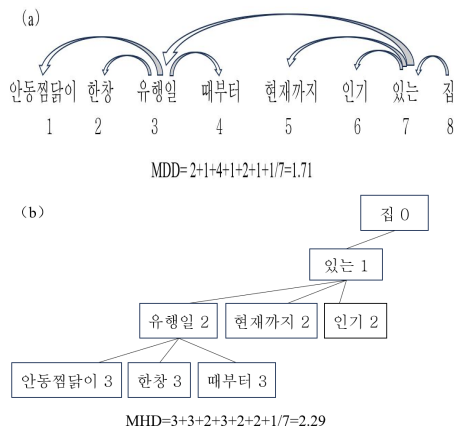 (a)
안동찜닭이 한창 유행일 때부터 현재까지 인기 있는 집
1 2 3 4 5 6 7 8
MDD= 2+1+4+1+2+1+1/7=1.71
(b)
집 0
있는 1
유행일 2 현재까지 2 인기 2
안동찜닭이 3 한창 3 때부터 3
MHD=3+3+2+3+2+2+1/7=2.29